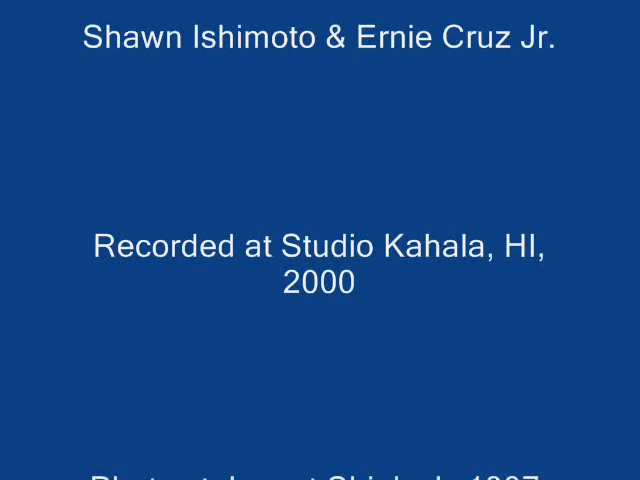 Shawn Ishimoto & Ernie Cruz Jr.
Recorded at Studio Kahala, HI,
2000